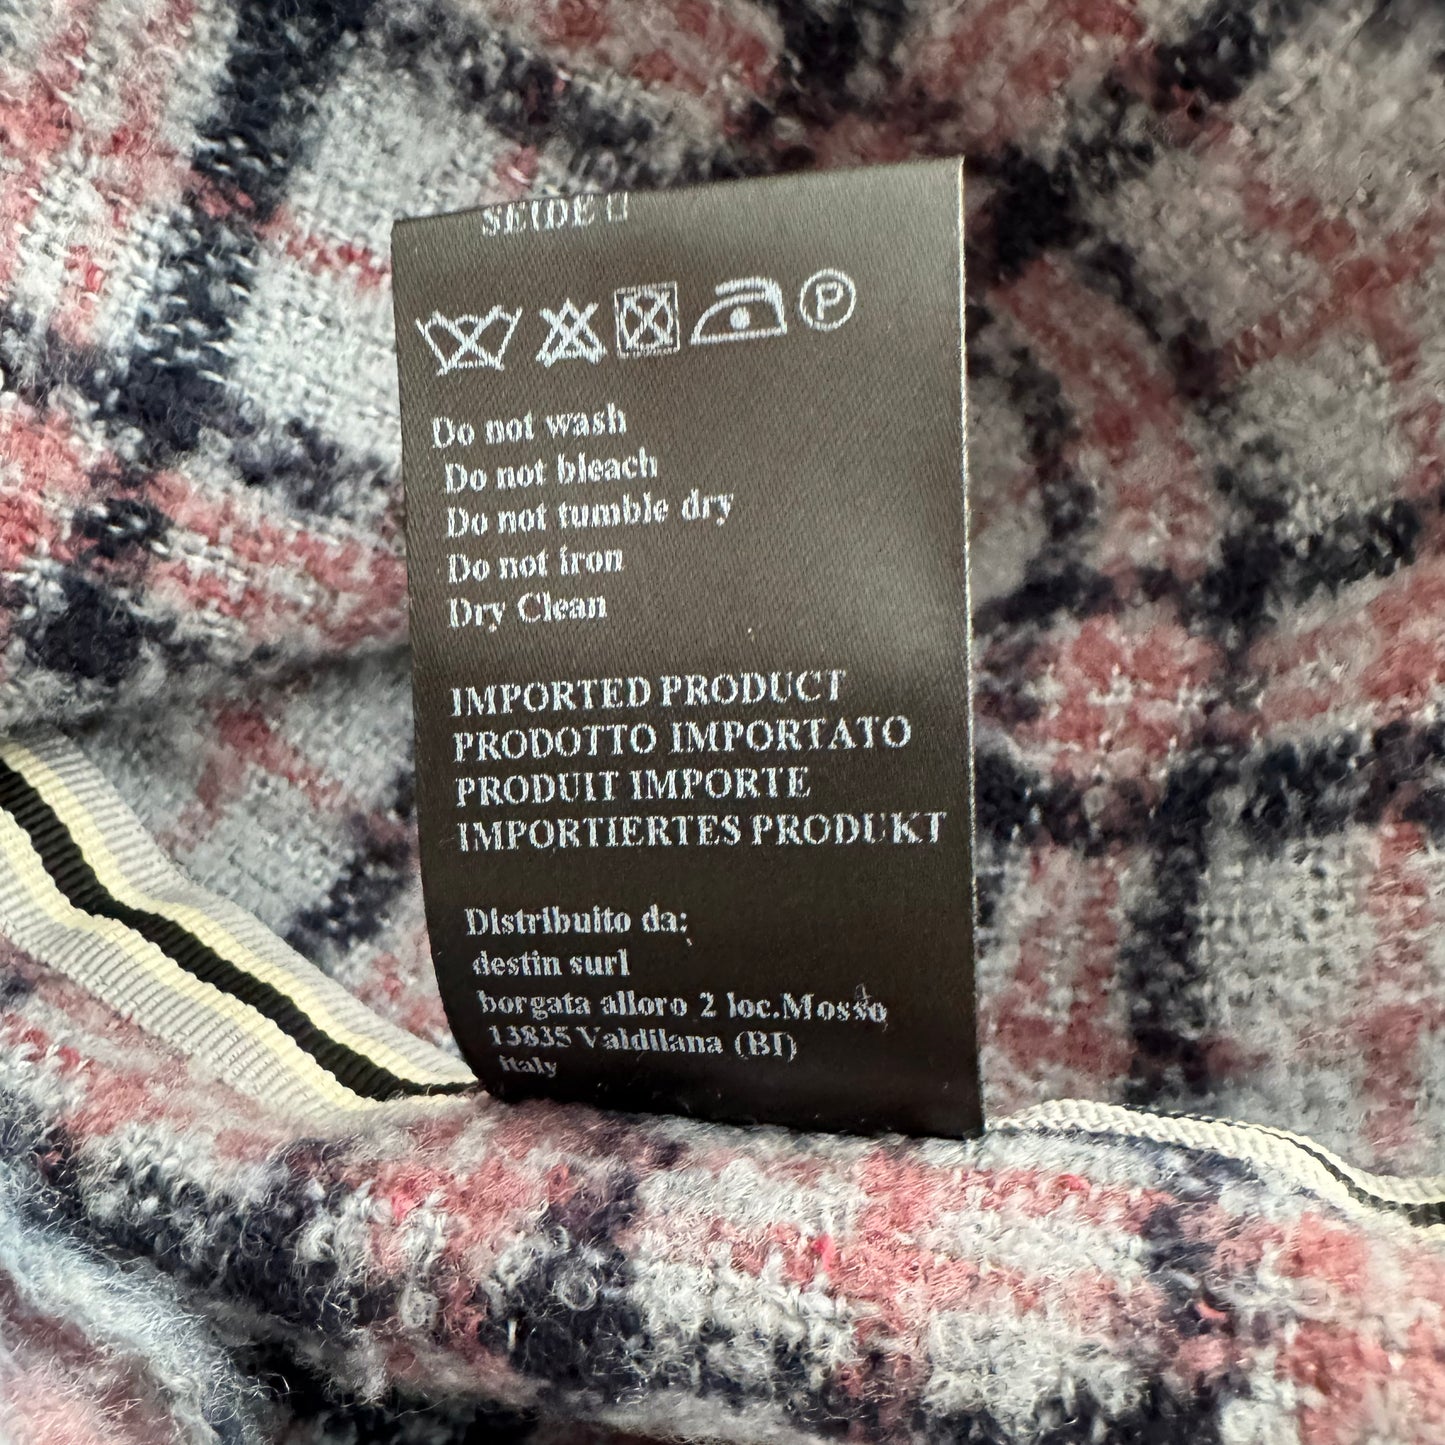 SEIDE
P
Do not wash
Do not bleach
Do not tumble dry
Do not iron
Dry Clean
IMPORTED PRODUCT
PRODOTTO IMPORTATO
PRODUIT IMPORTE
IMPORTIERTES PRODUKT
Distribuito da:
destin surl
borgata alloro 2 loc.Mosso
13835 Valdilana (BI)
italy